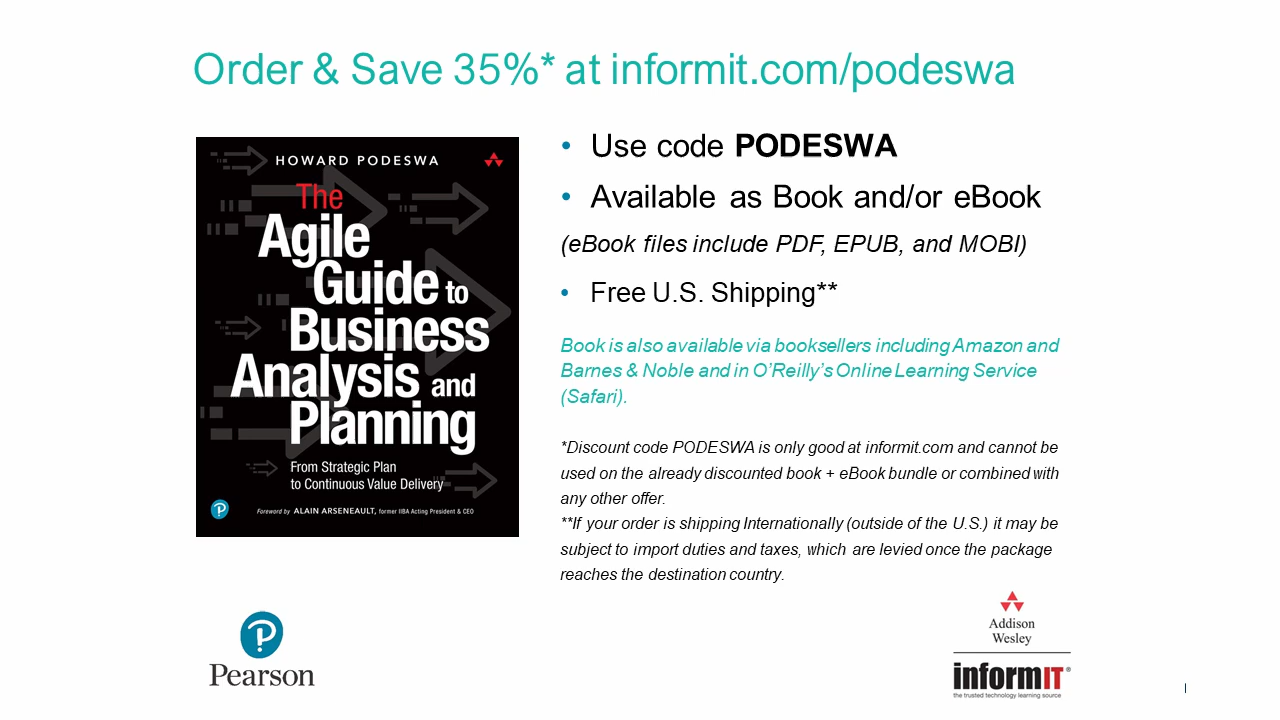 Order & Save 35%* at informit.com/podeswa
HOWARD PODESWA
The
Agile
Guide to
Business
Analysis and
Planning
From Strategic Plan
to Continuous Value Delivery
Foreword by ALAIN ARSENEAULT, former IIBA Acting President & CEO
• Use code PODESWA
• Available as Book and/or eBook
(eBook files include PDF, EPUB, and MOBI)
• Free U.S. Shipping**
Book is also available via booksellers including Amazon and
Barnes & Noble and in O’Reilly’s Online Learning Service
(Safari).
*Discount code PODESWA is only good at informit.com and cannot be
used on the already discounted book + eBook bundle or combined with
any other offer.
**If your order is shipping Internationally (outside of the U.S.) it may be
subject to import duties and taxes, which are levied once the package
reaches the destination country.
Pearson
Addison
Wesley
informIT®
the trusted technology learning source